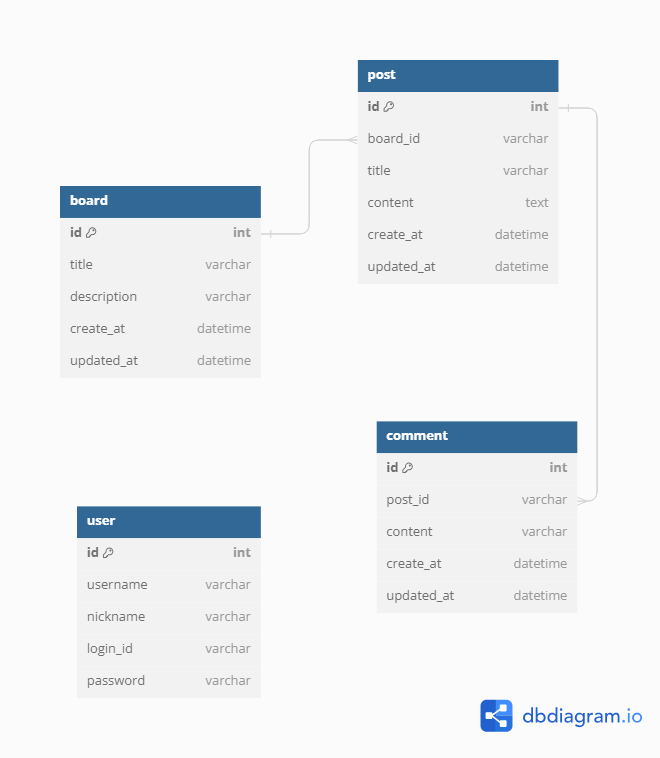 post
id int
board_id varchar
title varchar
content text
create_at datetime
updated_at datetime
board
id int
title varchar
description varchar
create_at datetime
updated_at datetime
comment
id int
post_id varchar
content varchar
create_at datetime
updated_at datetime
user
id int
username varchar
nickname varchar
login_id varchar
password varchar
dbdiagram.io